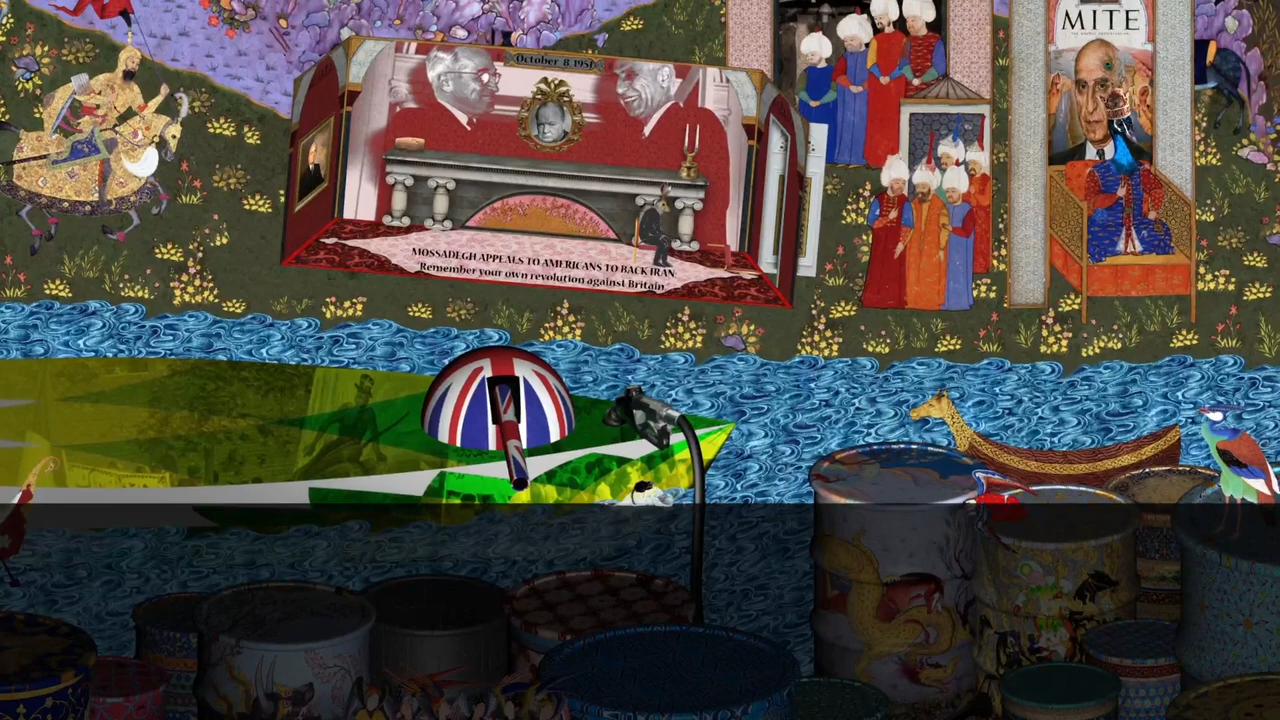 October 8 1951
MITE
MOSSADEGH APPEALS TO AMERICANS TO BACK IRAN
Remember your own revolution against Britain